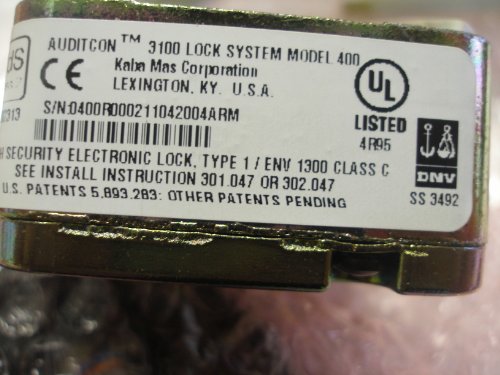 AUDITCON™ 3100 LOCK SYSTEM MODEL 400
Kaba Mas Corporation
LEXINGTON, KY. U.S.A.
S/N:0400R000211042004ARM
SECURITY ELECTRONIC LOCK, TYPE 1 / ENV 1300 CLASS C
SEE INSTALL INSTRUCTION 301.047 OR 302.047
U.S. PATENTS 5,893,283: OTHER PATENTS PENDING
CE
UL
LISTED
4R95
DNV
SS 3492